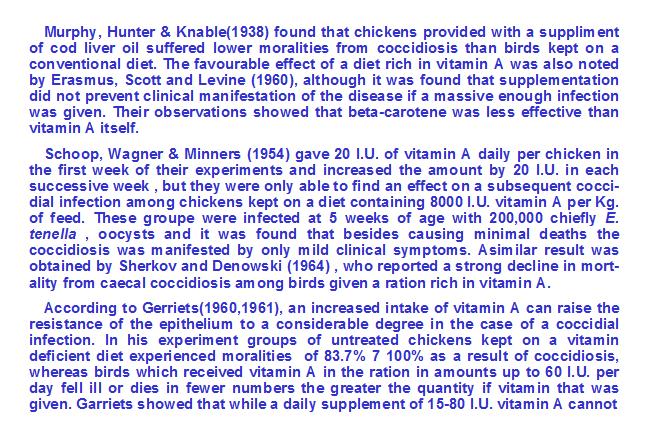 Murphy, Hunter & Knable(1938) found that chickens provided with a suppliment
of cod liver oil suffered lower moralities from coccidiosis than birds kept on a
conventional diet. The favourable effect of a diet rich in vitamin A was also noted
by Erasmus, Scott and Levine (1960), although it was found that supplementation
did not prevent clinical manifestation of the disease if a massive enough infection
was given. Their observations showed that beta-carotene was less effective than
vitamin A itself.
Schoop, Wagner & Minners (1954) gave 20 I.U. of vitamin A daily per chicken in
the first week of their experiments and increased the amount by 20 I.U. in each
successive week , but they were only able to find an effect on a subsequent cocci-
dial infection among chickens kept on a diet containing 8000 I.U. vitamin A per Kg.
of feed. These groupe were infected at 5 weeks of age with 200,000 chiefly E.
tenella , oocysts and it was found that besides causing minimal deaths the
coccidiosis was manifested by only mild clinical symptoms. Asimilar result was
obtained by Sherkov and Denowski (1964) , who reported a strong decline in mort-
ality from caecal coccidiosis among birds given a ration rich in vitamin A.
According to Gerriets(1960,1961), an increased intake of vitamin A can raise the
resistance of the epithelium to a considerable degree in the case of a coccidial
infection. In his experiment groups of untreated chickens kept on a vitamin
deficient diet experienced moralities of 83.7% 7 100% as a result of coccidiosis,
whereas birds which received vitamin A in the ration in amounts up to 60 I.U. per
day fell ill or dies in fewer numbers the greater the quantity if vitamin that was
given. Garriets showed that while a daily supplement of 15-80 I.U. vitamin A cannot